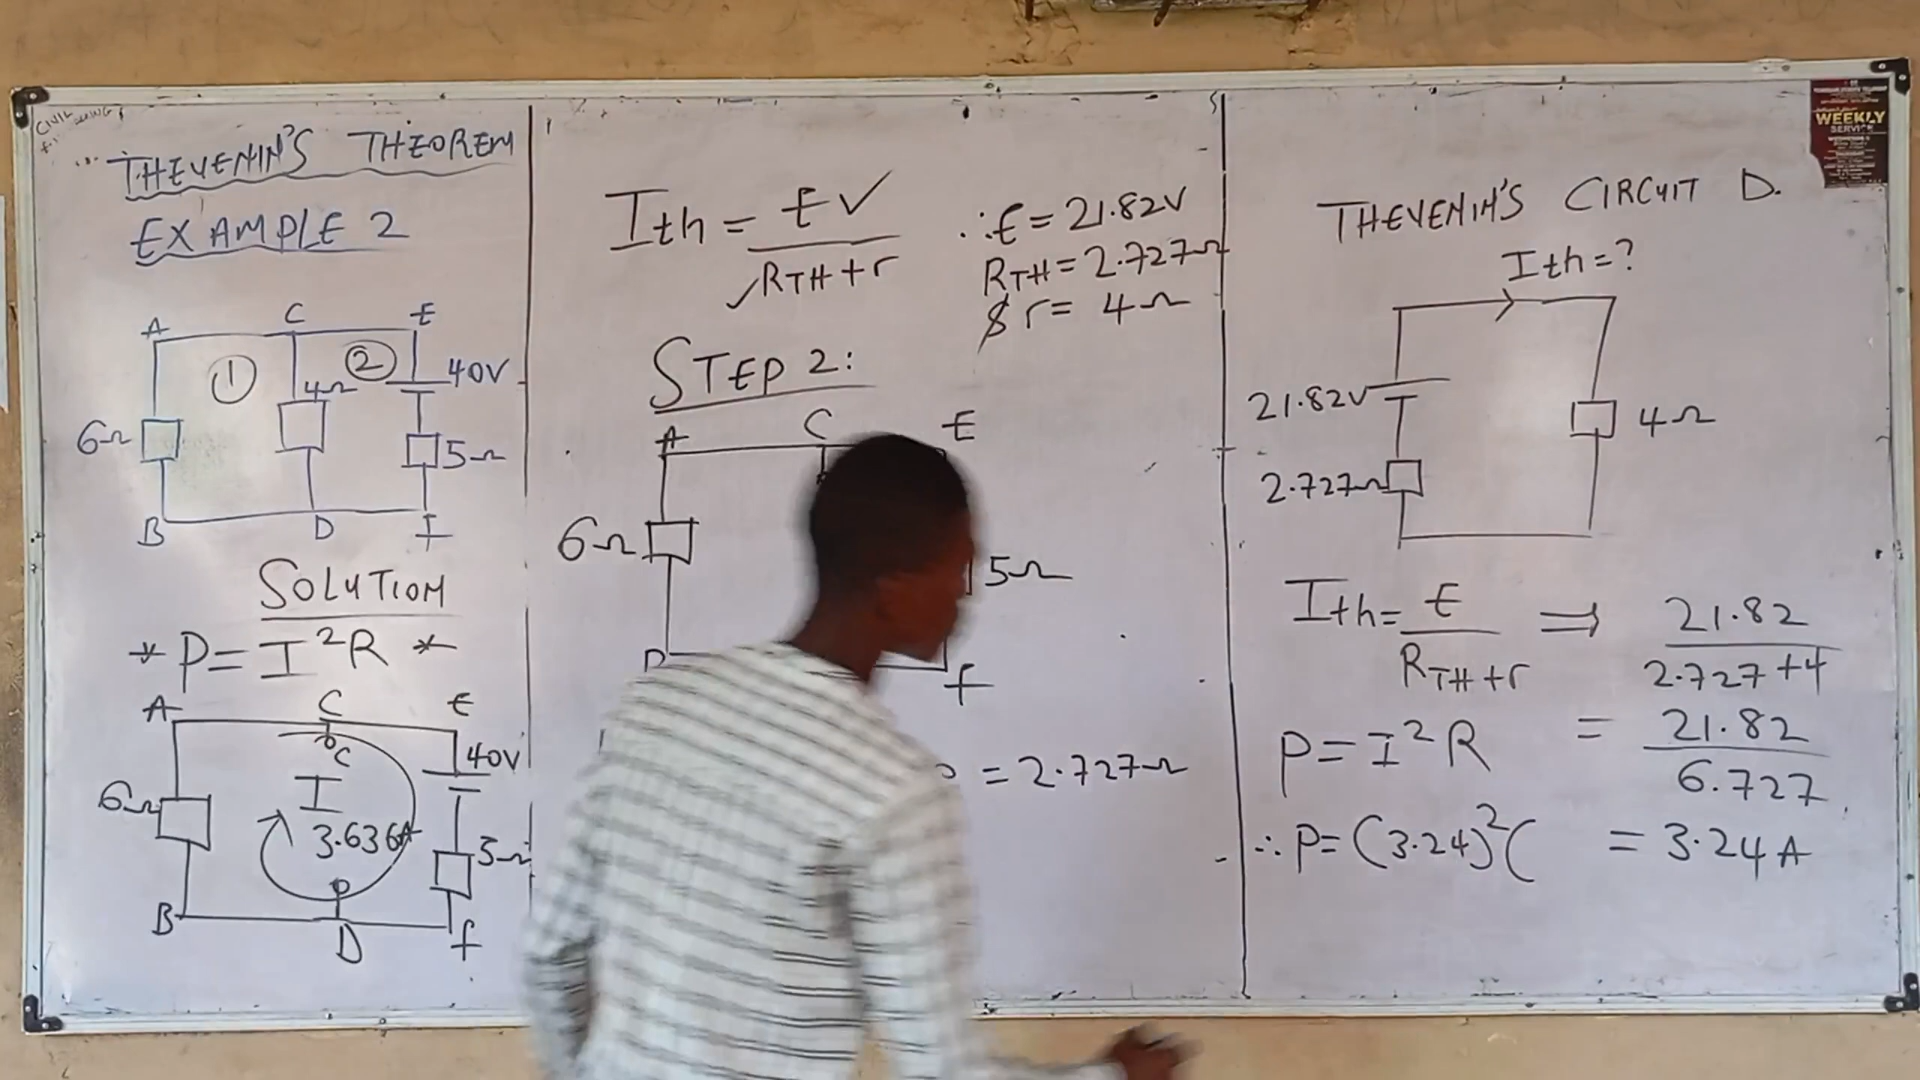 CIVIL
THEVENIN'S THEOREM
EXAMPLE 2
A C E
1 2
4Ω 40V
6Ω 5Ω
B D F
SOLUTION
* P = I²R *
A C E
C 40V
I
6Ω 3.636A 5Ω
D
B D f
Ith = EV / RTH + r
∴ E = 21.82V
RTH = 2.727Ω
$ r = 4Ω
STEP 2:
A C E
6Ω 5Ω
f
= 2.727Ω
THEVENIN'S CIRCUIT D.
Ith = ?
21.82V 4Ω
2.727Ω
Ith = E / RTH + r ⇒ 21.82 / 2.727 + 4
P = I²R = 21.82 / 6.727
∴ P = (3.24)²( = 3.24A
WEEKLY
SERVICE